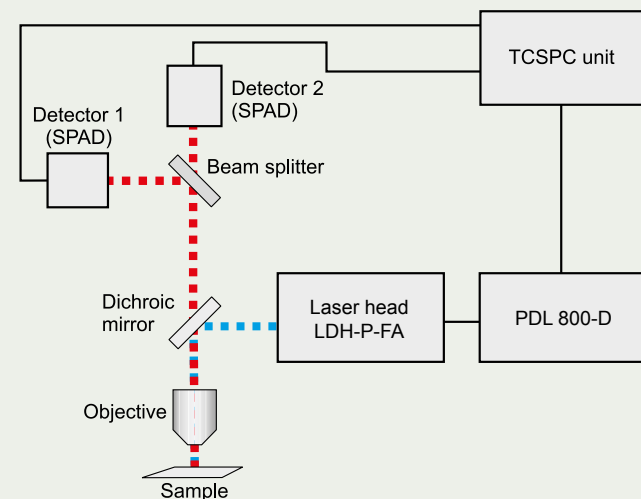 TCSPC unit
Detector 2
(SPAD)
Detector 1
(SPAD)
Beam splitter
Dichroic
mirror
Laser head
LDH-P-FA
PDL 800-D
Objective
Sample